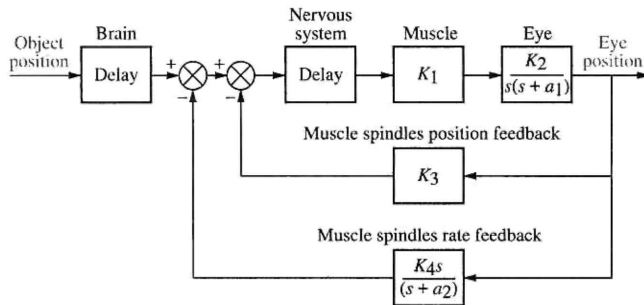 Object
position
Brain
Delay
+
−
+
−
Nervous
system
Delay
Muscle
K₁
Eye
K₂
s(s + a₁)
Eye
position
Muscle spindles position feedback
K₃
Muscle spindles rate feedback
K₄s
(s + a₂)